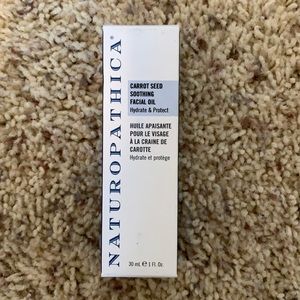 NATUROPATHICA®
CARROT SEED
SOOTHING
FACIAL OIL
Hydrate & Protect
HUILE APAISANTE
POUR LE VISAGE
À LA CRAINE DE
CAROTTE
Hydrate et protège
30 mL ℮ 1 Fl. Oz.